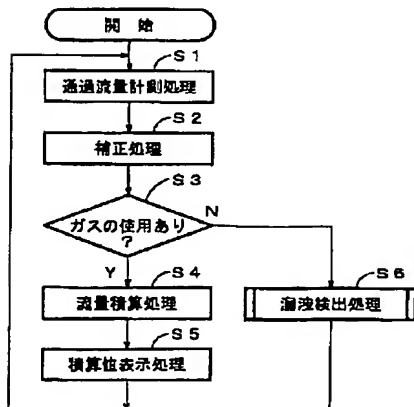 開 始
S1
通過流量計測処理
S2
補正処理
S3
ガスの使用あり
?
N
Y
S4
流量積算処理
S6
漏洩検出処理
S5
積算値表示処理